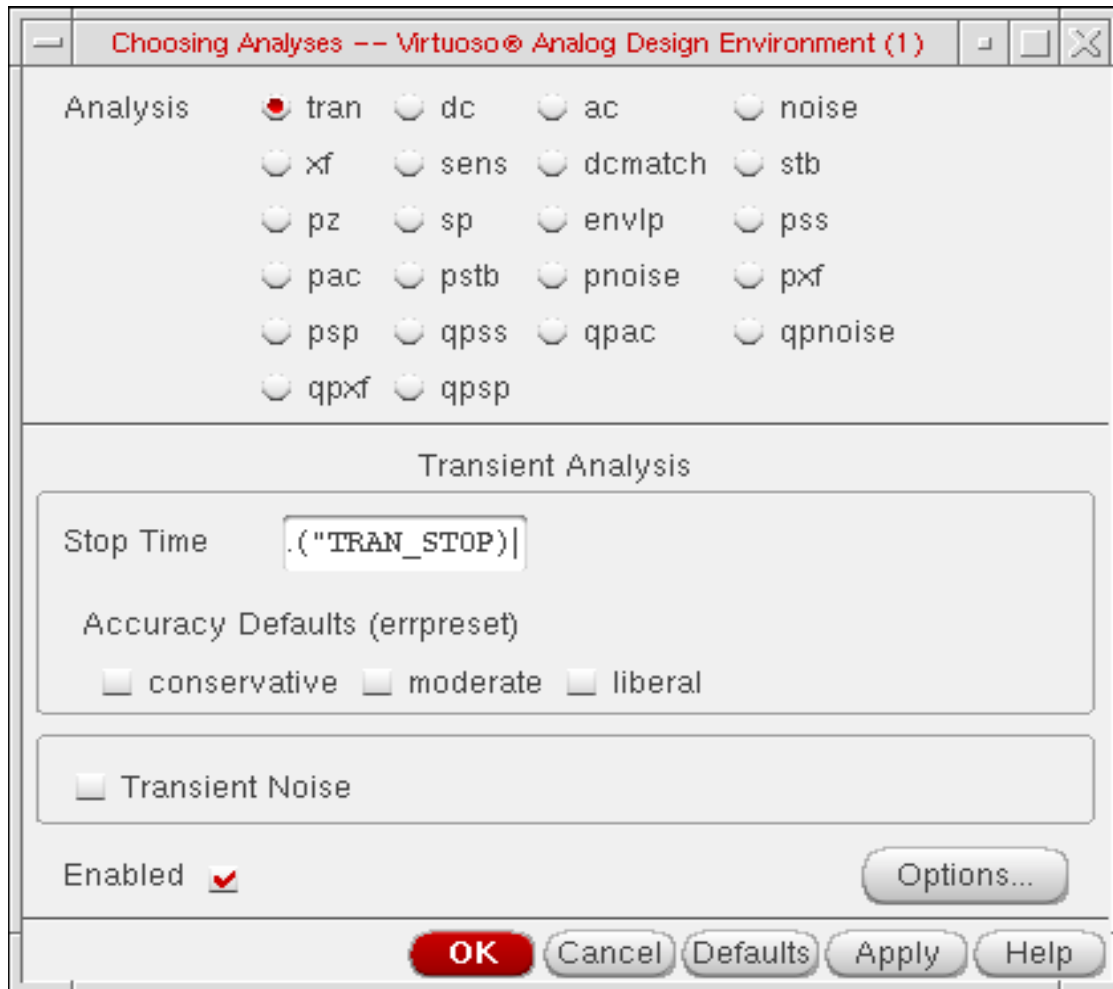 Choosing Analyses -- Virtuoso® Analog Design Environment (1)
Analysis tran dc ac noise
xf sens dcmatch stb
pz sp envlp pss
pac pstb pnoise pxf
psp qpss qpac qpnoise
qpxf qpsp
Transient Analysis
Stop Time .("TRAN_STOP)
Accuracy Defaults (errpreset)
conservative moderate liberal
Transient Noise
Enabled Options...
OK Cancel Defaults Apply Help